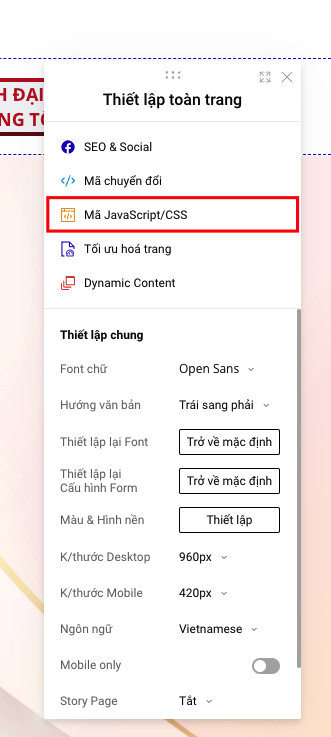 H ĐẠI
NG TỐ
Thiết lập toàn trang
SEO & Social
Mã chuyển đổi
Mã JavaScript/CSS
Tối ưu hoá trang
Dynamic Content
Thiết lập chung
Font chữ Open Sans
Hướng văn bản Trái sang phải
Thiết lập lại Font Trở về mặc định
Thiết lập lại
Cấu hình Form Trở về mặc định
Màu & Hình nền Thiết lập
K/thước Desktop 960px
K/thước Mobile 420px
Ngôn ngữ Vietnamese
Mobile only
Story Page Tắt